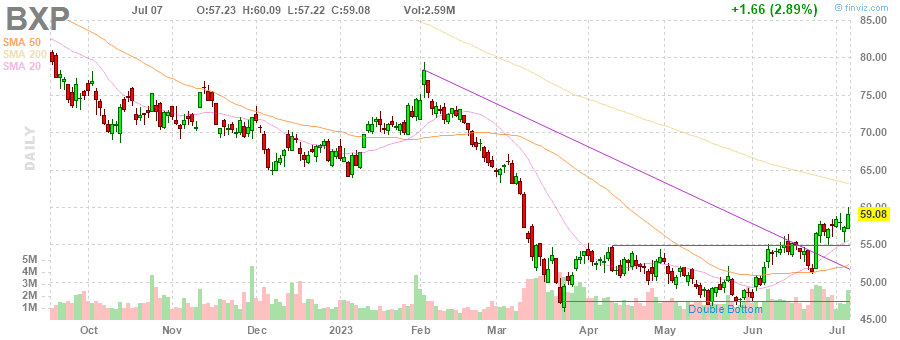 BXP Jul 07 O:57.23 H:60.09 L:57.22 C:59.08 Vol:2.59M +1.66 (2.89%)
© finviz.com
SMA 50
SMA 200
SMA 20
DAILY
85.00
80.00
75.00
70.00
65.00
60.00
59.08
55.00
50.00
45.00
5M
4M
3M
2M
1M
Double Bottom
Oct Nov Dec 2023 Feb Mar Apr May Jun Jul